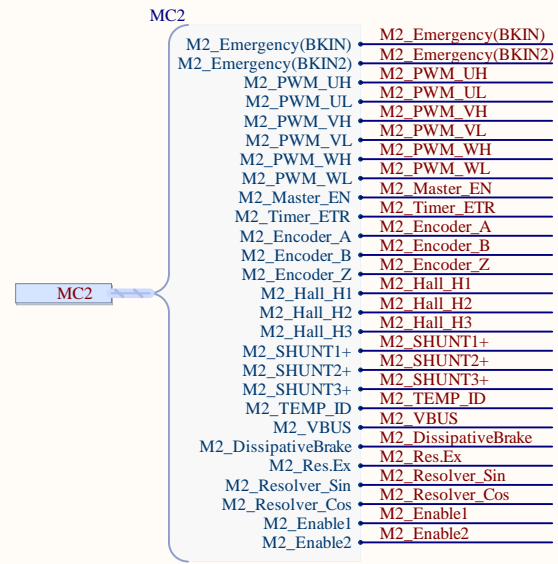 MC2
M2_Emergency(BKIN) M2_Emergency(BKIN)
M2_Emergency(BKIN2) M2_Emergency(BKIN2)
M2_PWM_UH M2_PWM_UH
M2_PWM_UL M2_PWM_UL
M2_PWM_VH M2_PWM_VH
M2_PWM_VL M2_PWM_VL
M2_PWM_WH M2_PWM_WH
M2_PWM_WL M2_PWM_WL
M2_Master_EN M2_Master_EN
M2_Timer_ETR M2_Timer_ETR
M2_Encoder_A M2_Encoder_A
M2_Encoder_B M2_Encoder_B
M2_Encoder_Z M2_Encoder_Z
MC2 M2_Hall_H1 M2_Hall_H1
M2_Hall_H2 M2_Hall_H2
M2_Hall_H3 M2_Hall_H3
M2_SHUNT1+ M2_SHUNT1+
M2_SHUNT2+ M2_SHUNT2+
M2_SHUNT3+ M2_SHUNT3+
M2_TEMP_ID M2_TEMP_ID
M2_VBUS M2_VBUS
M2_DissipativeBrake M2_DissipativeBrake
M2_Res.Ex M2_Res.Ex
M2_Resolver_Sin M2_Resolver_Sin
M2_Resolver_Cos M2_Resolver_Cos
M2_Enable1 M2_Enable1
M2_Enable2 M2_Enable2